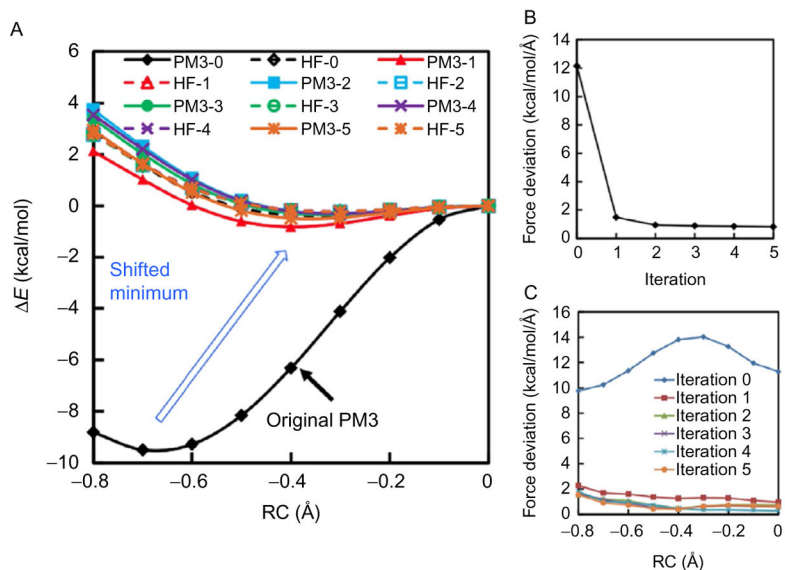 A
6
4
2
0
−2
−4
−6
−8
−10
ΔE (kcal/mol)
PM3-0 HF-0 PM3-1
HF-1 PM3-2 HF-2
PM3-3 HF-3 PM3-4
HF-4 PM3-5 HF-5
Shifted
minimum
Original PM3
−0.8 −0.6 −0.4 −0.2 0
RC (Å)
B
14
12
10
8
6
4
2
0
Force deviation (kcal/mol/Å)
0 1 2 3 4 5
Iteration
C
16
14
12
10
8
6
4
2
0
Force deviation (kcal/mol/Å)
Iteration 0
Iteration 1
Iteration 2
Iteration 3
Iteration 4
Iteration 5
−0.8 −0.6 −0.4 −0.2 0
RC (Å)